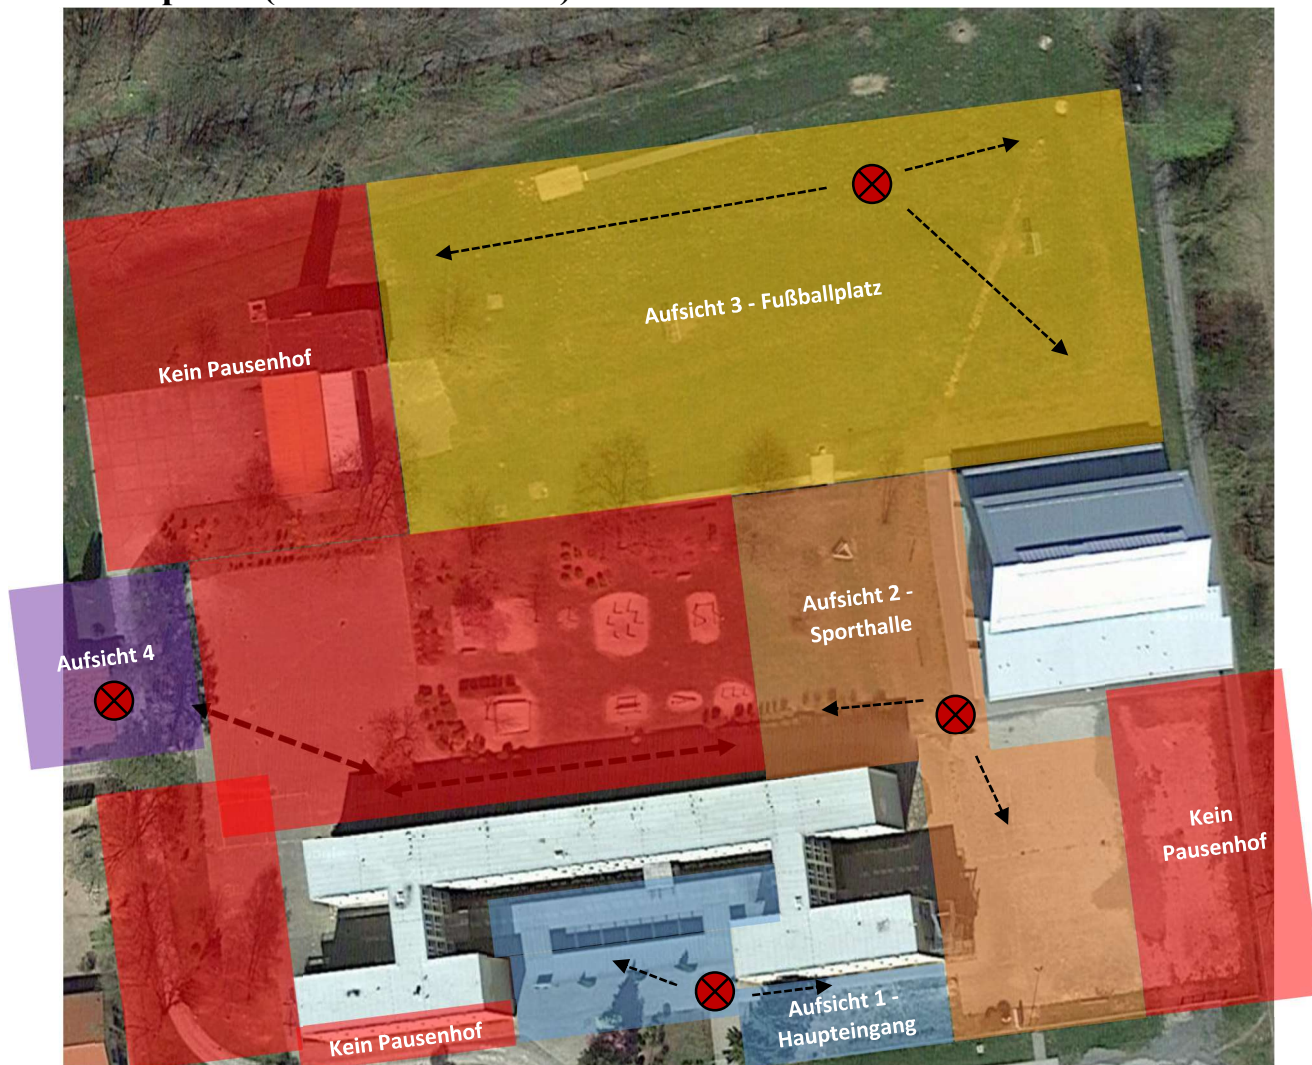 Aufsicht 3 - Fußballplatz
Kein Pausenhof
Aufsicht 2 -
Sporthalle
Aufsicht 4
Kein
Pausenhof
Aufsicht 1 -
Haupteingang
Kein Pausenhof